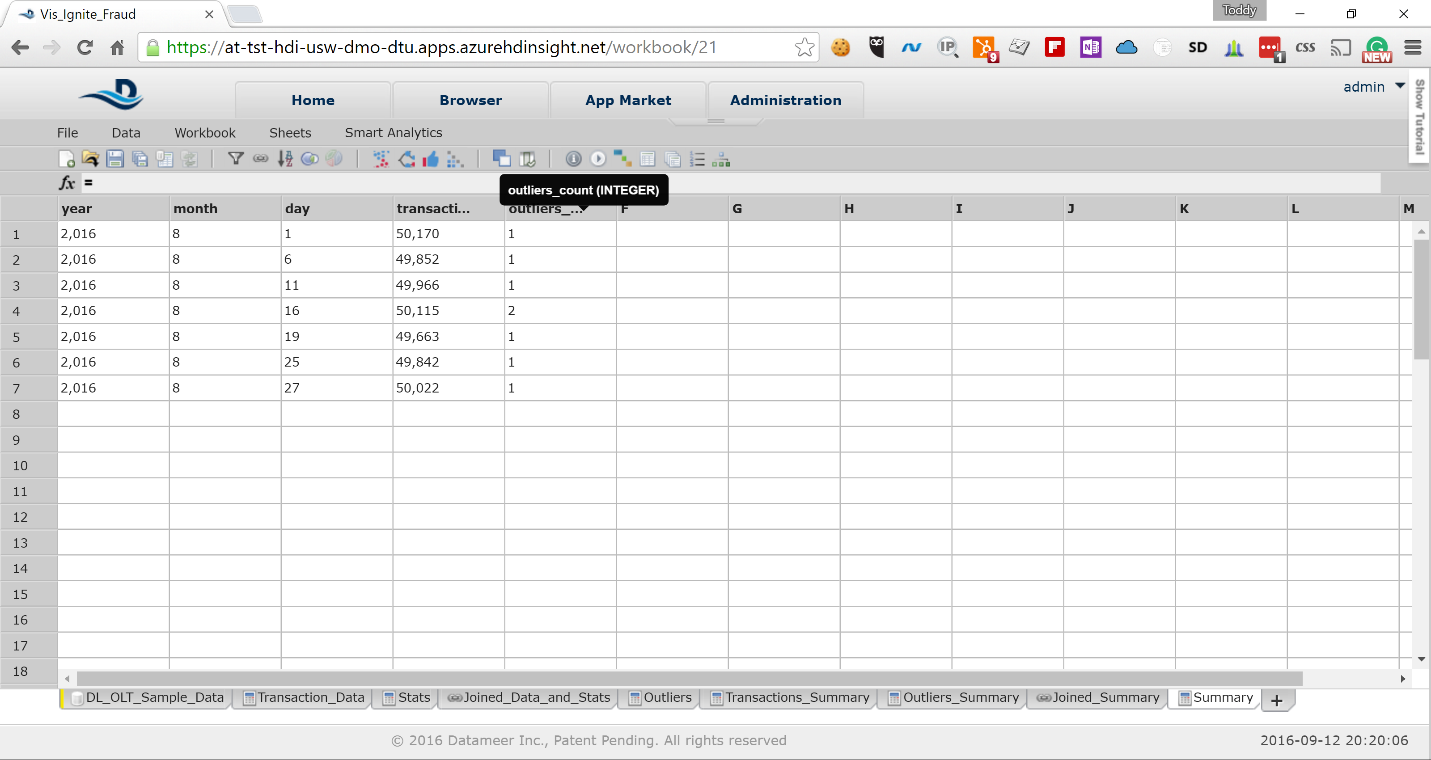 Vis_Ignite_Fraud
Toddy
https://at-tst-hdi-usw-dmo-dtu.apps.azurehdinsight.net/workbook/21
IP 9 F N SD 1 CSS NEW
D Home Browser App Market Administration admin
Show Tutorial
File Data Workbook Sheets Smart Analytics
fx =
outliers_count (INTEGER)
year month day transacti... outliers_... F G H I J K L M
1 2,016 8 1 50,170 1
2 2,016 8 6 49,852 1
3 2,016 8 11 49,966 1
4 2,016 8 16 50,115 2
5 2,016 8 19 49,663 1
6 2,016 8 25 49,842 1
7 2,016 8 27 50,022 1
8
9
10
11
12
13
14
15
16
17
18
DL_OLT_Sample_Data Transaction_Data Stats Joined_Data_and_Stats Outliers Transactions_Summary Outliers_Summary Joined_Summary Summary +
© 2016 Datameer Inc., Patent Pending. All rights reserved 2016-09-12 20:20:06